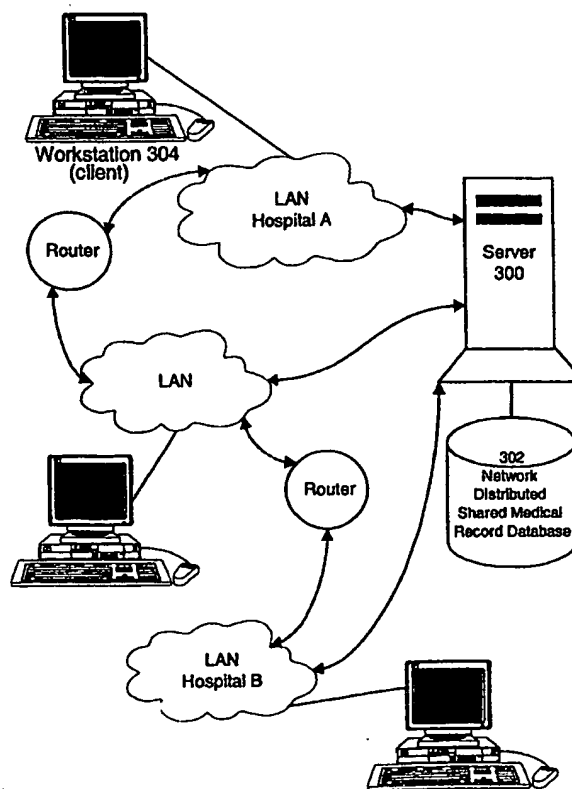 Workstation 304
(client)
LAN
Hospital A
Router
Server
300
LAN
302
Network
Distributed
Shared Medical
Record Database
Router
LAN
Hospital B